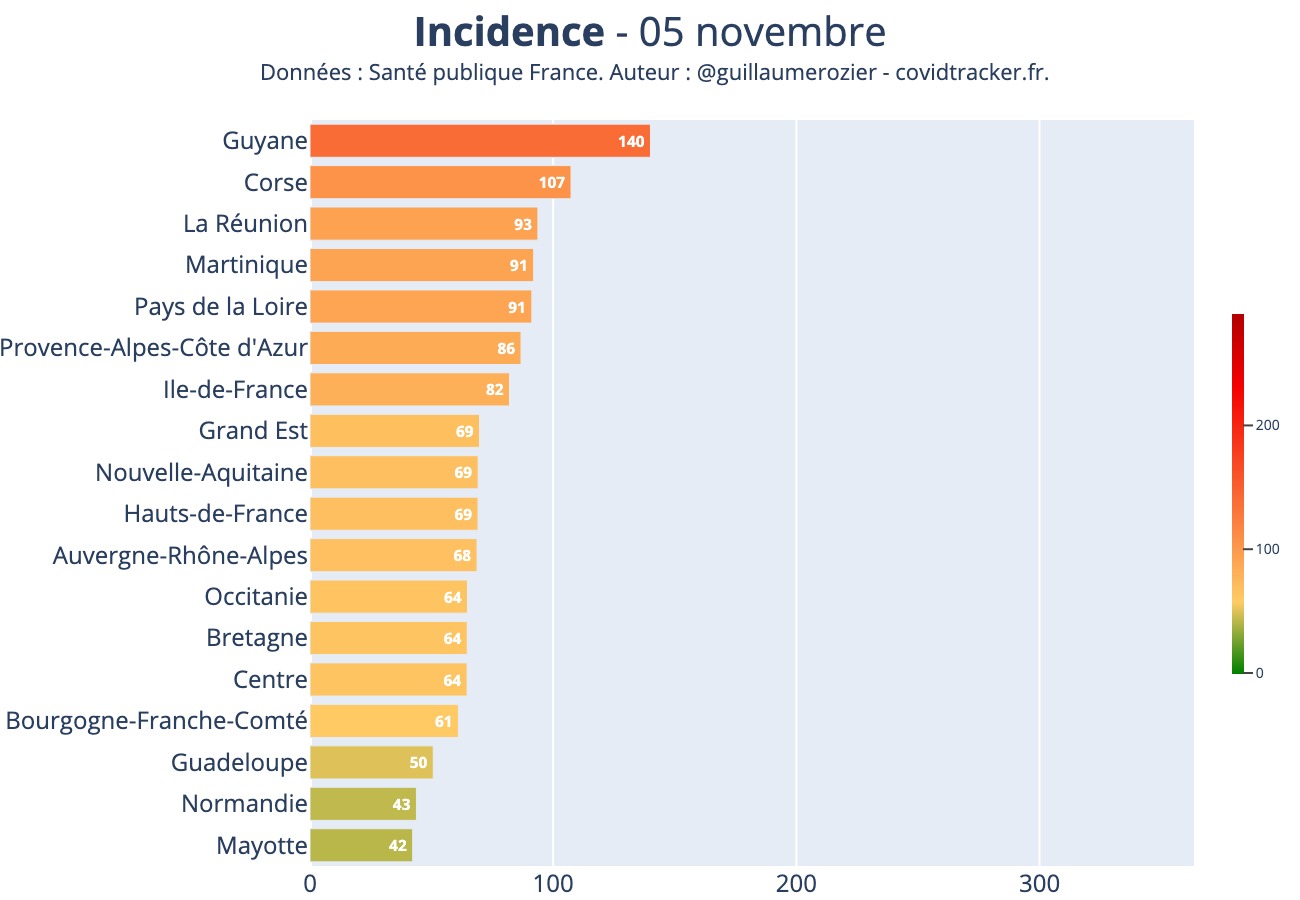 Incidence - 05 novembre
Données : Santé publique France. Auteur : @guillaumerozier - covidtracker.fr.
Guyane 140
Corse 107
La Réunion 93
Martinique 91
Pays de la Loire 91
Provence-Alpes-Côte d'Azur 86
Ile-de-France 82
Grand Est 69
Nouvelle-Aquitaine 69
Hauts-de-France 69
Auvergne-Rhône-Alpes 68
Occitanie 64
Bretagne 64
Centre 64
Bourgogne-Franche-Comté 61
Guadeloupe 50
Normandie 43
Mayotte 42
0 100 200 300
200
100
0